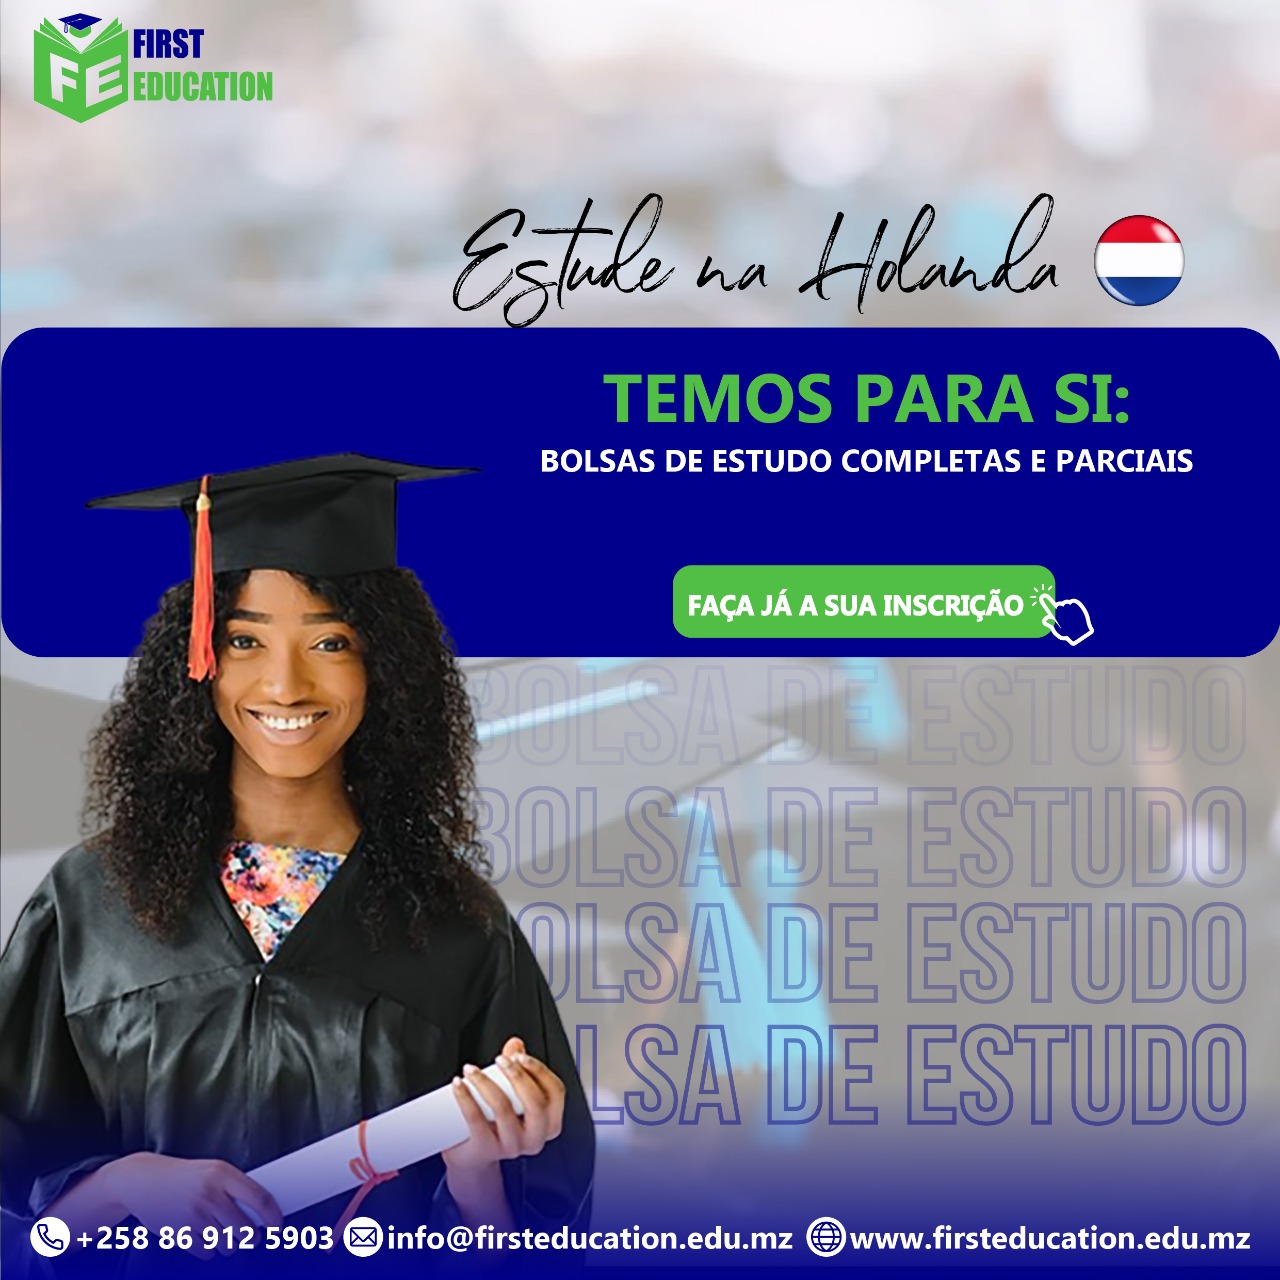 FE
FIRST
EDUCATION
Estude na Holanda
TEMOS PARA SI:
BOLSAS DE ESTUDO COMPLETAS E PARCIAIS
FAÇA JÁ A SUA INSCRIÇÃO
BOLSA DE ESTUDO
BOLSA DE ESTUDO
OLSA DE ESTUDO
LSA DE ESTUDO
+258 86 912 5903 info@firsteducation.edu.mz www.firsteducation.edu.mz